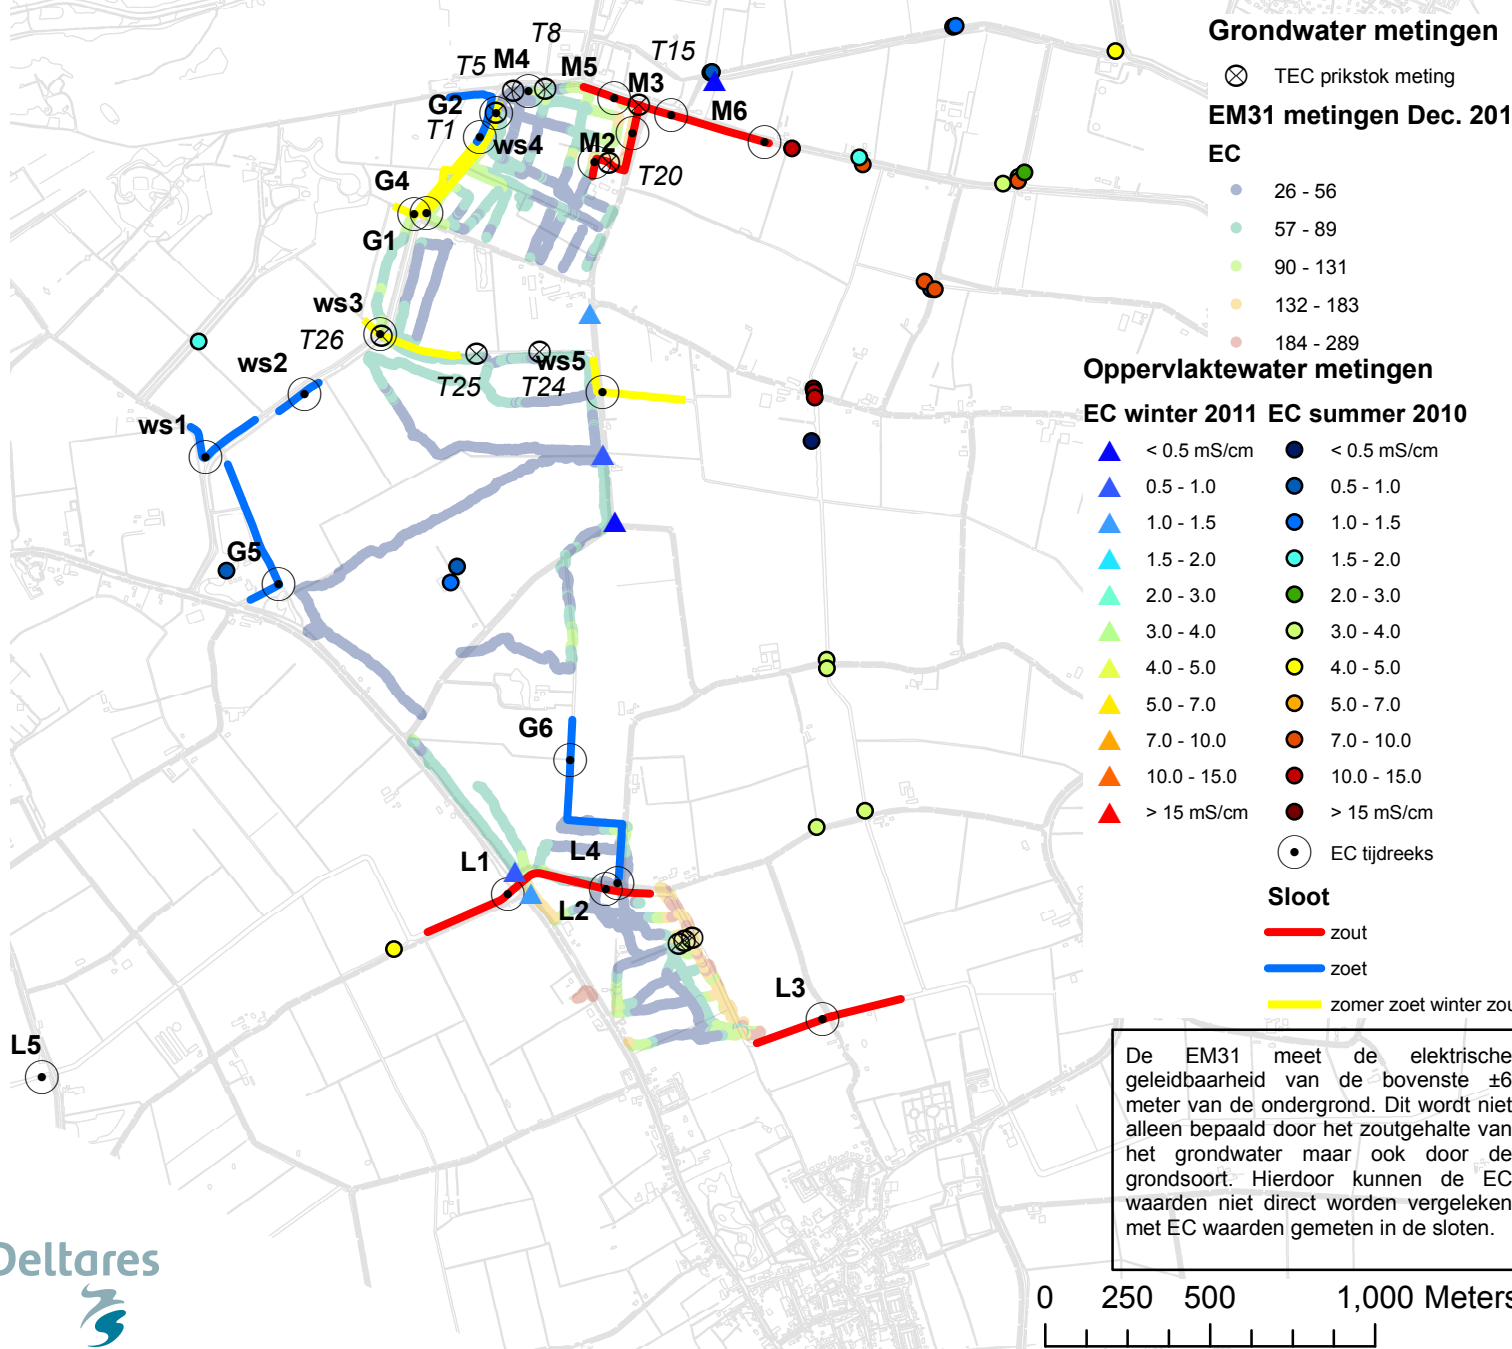 T8
T5
M4
T15
M5
M3
G2
M6
T1
ws4
M2
T20
G4
G1
ws3
T26
ws2
ws5
T25
T24
ws1
G5
G6
L1
L4
L2
L3
L5
Grondwater metingen
TEC prikstok meting
EM31 metingen Dec. 201
EC
26 - 56
57 - 89
90 - 131
132 - 183
184 - 289
Oppervlaktewater metingen
EC winter 2011 EC summer 2010
< 0.5 mS/cm < 0.5 mS/cm
0.5 - 1.0 0.5 - 1.0
1.0 - 1.5 1.0 - 1.5
1.5 - 2.0 1.5 - 2.0
2.0 - 3.0 2.0 - 3.0
3.0 - 4.0 3.0 - 4.0
4.0 - 5.0 4.0 - 5.0
5.0 - 7.0 5.0 - 7.0
7.0 - 10.0 7.0 - 10.0
10.0 - 15.0 10.0 - 15.0
> 15 mS/cm > 15 mS/cm
EC tijdreeks
Sloot
zout
zoet
zomer zoet winter zou
De EM31 meet de elektrische
geleidbaarheid van de bovenste ±6
meter van de ondergrond. Dit wordt niet
alleen bepaald door het zoutgehalte van
het grondwater maar ook door de
grondsoort. Hierdoor kunnen de EC
waarden niet direct worden vergeleken
met EC waarden gemeten in de sloten.
Deltares
0 250 500 1,000 Meters